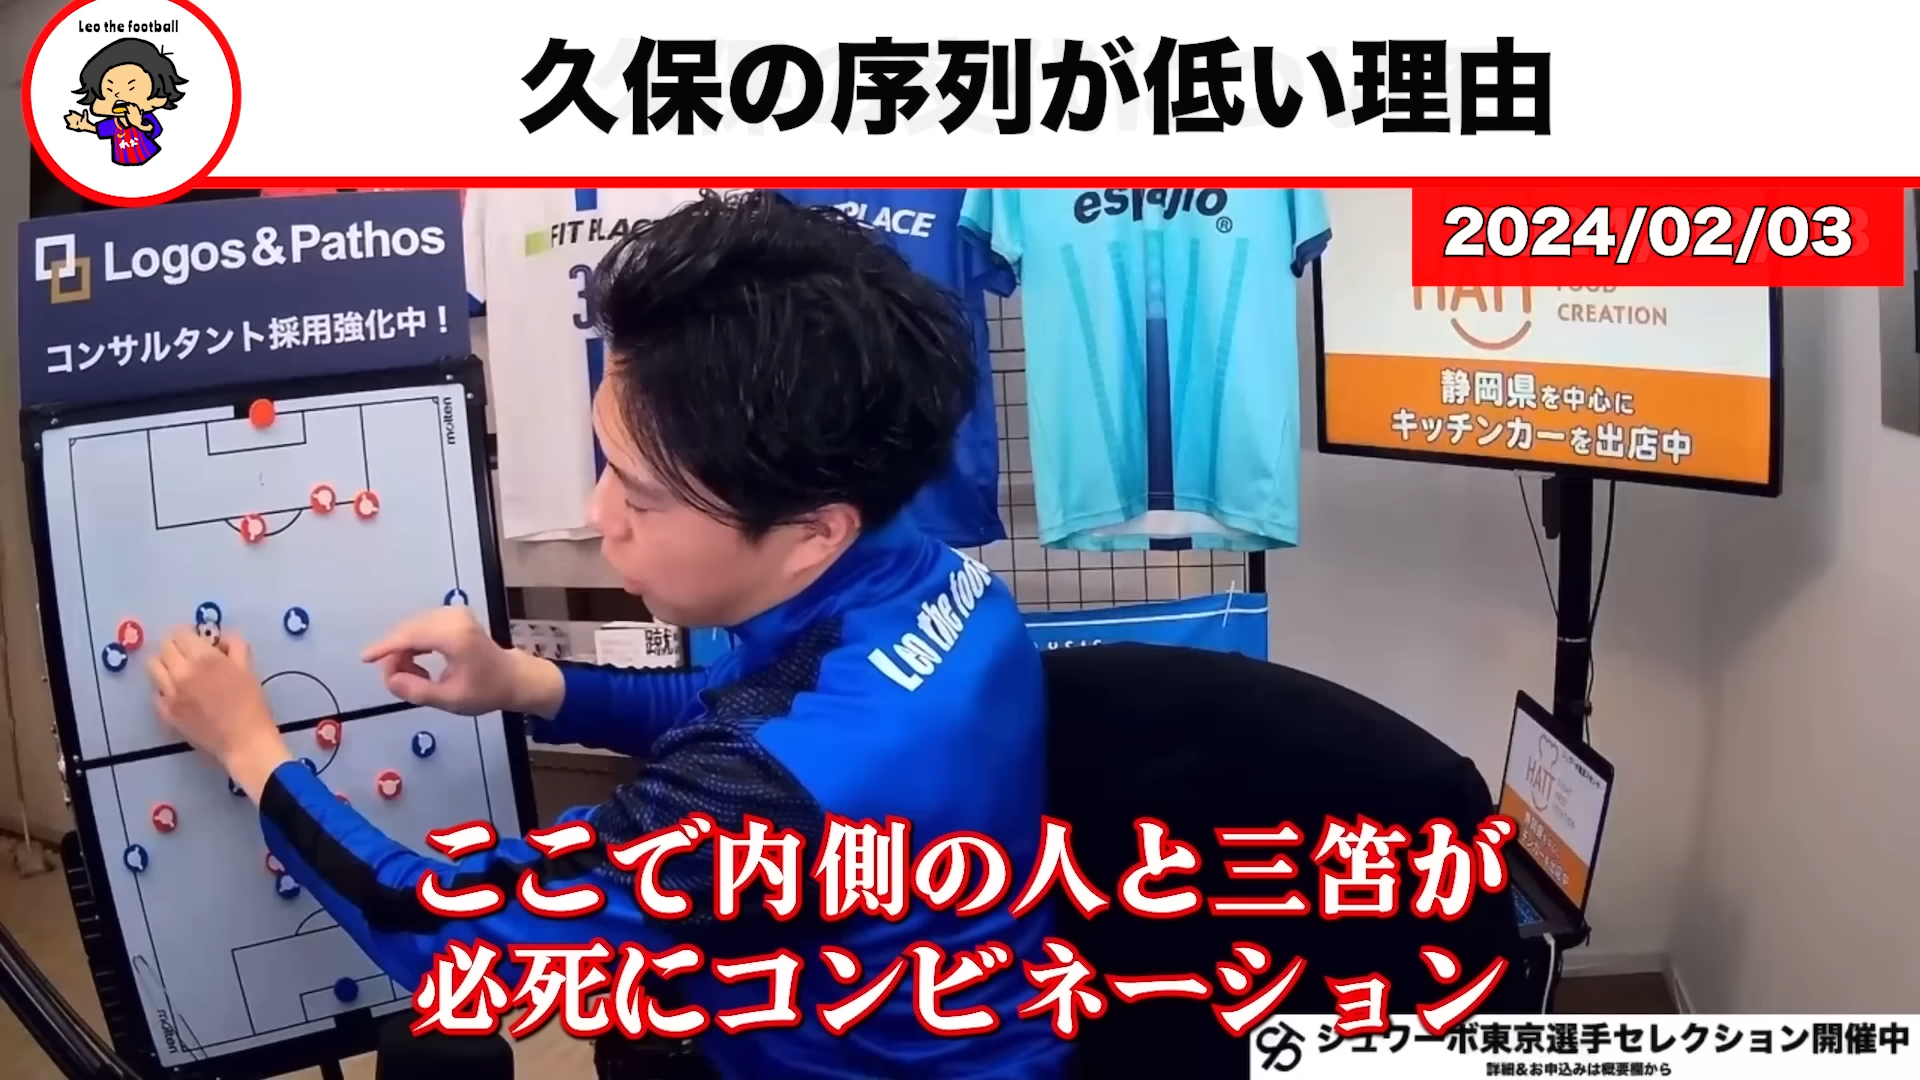 Leo the football
久保の序列が低い理由
2024/02/03
Logos&Pathos
コンサルタント採用強化中！
FIT PLACE
PLACE
HATT
FOOD
CREATION
静岡県を中心に
キッチンカーを出店中
molten
Leo the foot
HATT
ここで内側の人と三笘が
必死にコンビネーション
molten
シュワーボ東京選手セレクション開催中
詳細&お申込みは概要欄から